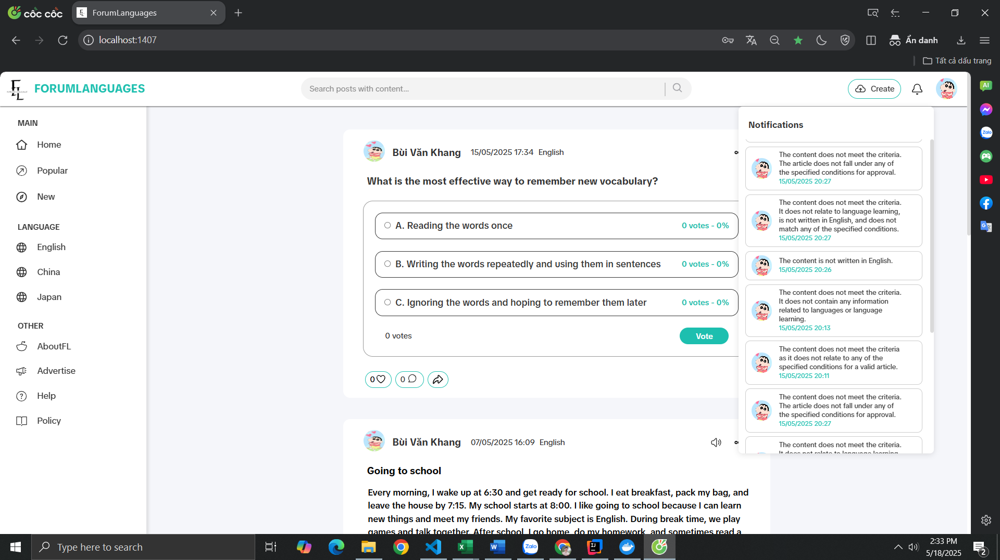 cốc cốc
ForumLanguages
localhost:1407
Ẩn danh
Tất cả dấu trang
FORUMLANGUAGES
Search posts with content...
Create
MAIN
Home
Popular
New
LANGUAGE
English
China
Japan
OTHER
AboutFL
Advertise
Help
Policy
Bùi Văn Khang 15/05/2025 17:34 English
What is the most effective way to remember new vocabulary?
A. Reading the words once 0 votes - 0%
B. Writing the words repeatedly and using them in sentences 0 votes - 0%
C. Ignoring the words and hoping to remember them later 0 votes - 0%
0 votes Vote
0 0
Bùi Văn Khang 07/05/2025 16:09 English
Going to school
Every morning, I wake up at 6:30 and get ready for school. I eat breakfast, pack my bag, and
leave the house by 7:15. My school starts at 8:00. I like going to school because I can learn
new things and meet my friends. My favorite subject is English. During break time, we play
games and talk together. After school, I go home, do my homework, and sometimes read a
Notifications
The content does not meet the criteria.
The article does not fall under any of
the specified conditions for approval.
15/05/2025 20:27
The content does not meet the criteria.
It does not relate to language learning,
is not written in English, and does not
match any of the specified conditions.
15/05/2025 20:27
The content is not written in English.
15/05/2025 20:26
The content does not meet the criteria.
It does not contain any information
related to languages or language
learning.
15/05/2025 20:13
The content does not meet the criteria
as it does not relate to any of the
specified conditions for a valid article.
15/05/2025 20:11
The content does not meet the criteria.
The article does not fall under any of
the specified conditions for approval.
15/05/2025 20:27
The content does not meet the criteria.
It does not relate to language learning,
AI
Zalo
Type here to search
Zalo
2:33 PM
5/18/2025
2